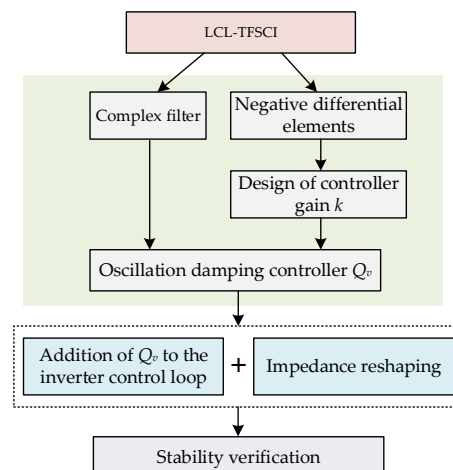 LCL-TFSCI
Complex filter
Negative differential
elements
Design of controller
gain k
Oscillation damping controller Qv
Addition of Qv to the
inverter control loop
+
Impedance reshaping
Stability verification